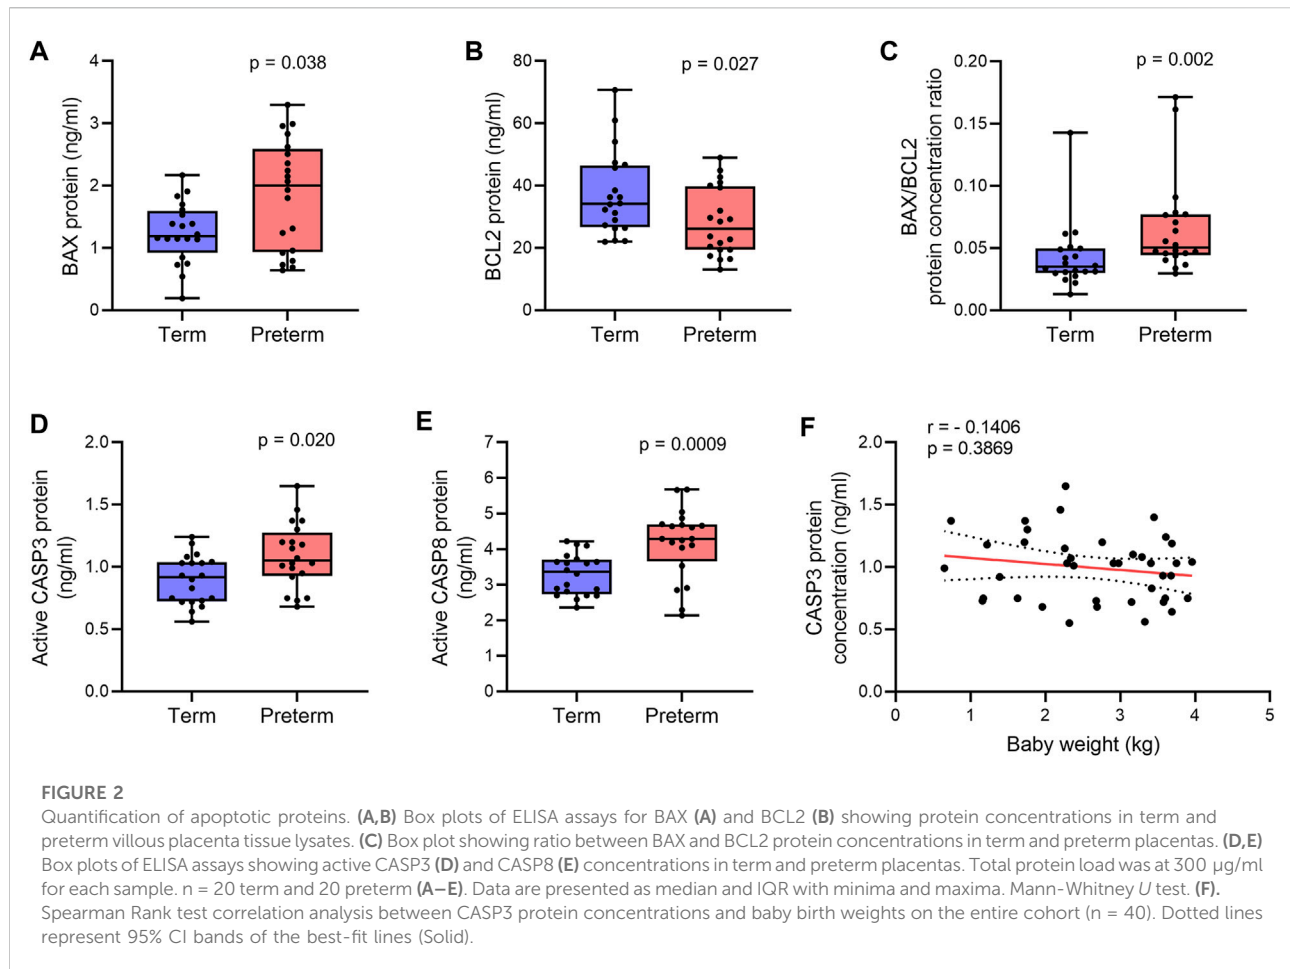 A
p = 0.038
BAX protein (ng/ml)
4
3
2
1
0
Term
Preterm
B
p = 0.027
BCL2 protein (ng/ml)
80
60
40
20
0
Term
Preterm
C
p = 0.002
BAX/BCL2
protein concentration ratio
0.20
0.15
0.10
0.05
0.00
Term
Preterm
D
p = 0.020
Active CASP3 protein
(ng/ml)
2.0
1.5
1.0
0.5
0.0
Term
Preterm
E
p = 0.0009
Active CASP8 protein
(ng/ml)
7
6
5
4
3
2
1
0
Term
Preterm
F
r = - 0.1406
p = 0.3869
CASP3 protein
concentration (ng/ml)
2.0
1.5
1.0
0.5
0.0
0
1
2
3
4
5
Baby weight (kg)
FIGURE 2
Quantification of apoptotic proteins. (A,B) Box plots of ELISA assays for BAX (A) and BCL2 (B) showing protein concentrations in term and
preterm villous placenta tissue lysates. (C) Box plot showing ratio between BAX and BCL2 protein concentrations in term and preterm placentas. (D,E)
Box plots of ELISA assays showing active CASP3 (D) and CASP8 (E) concentrations in term and preterm placentas. Total protein load was at 300 μg/ml
for each sample. n = 20 term and 20 preterm (A–E). Data are presented as median and IQR with minima and maxima. Mann-Whitney U test. (F).
Spearman Rank test correlation analysis between CASP3 protein concentrations and baby birth weights on the entire cohort (n = 40). Dotted lines
represent 95% CI bands of the best-fit lines (Solid).